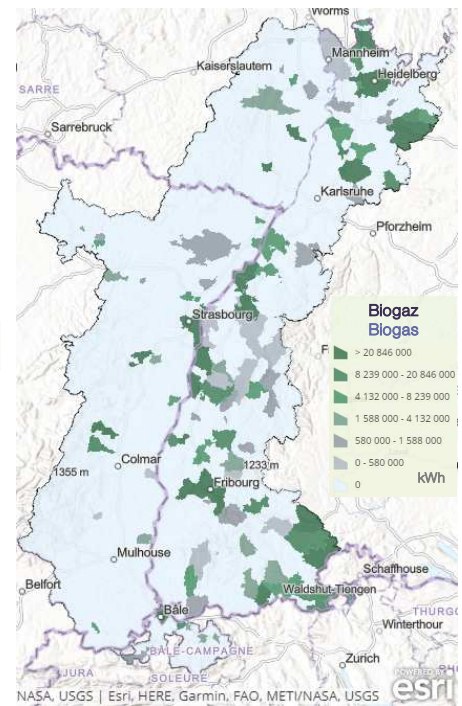 Worms
Mannheim
Kaiserslautern
Heidelberg
SARRE
Sarrebruck
Karlsruhe
Pforzheim
Strasbourg
Biogaz
Biogas
> 20 846 000
8 239 000 - 20 846 000
4 132 000 - 8 239 000
1 588 000 - 4 132 000
580 000 - 1 588 000
0 - 580 000
0
kWh
Colmar
1355 m
1233 m
Fribourg
Mulhouse
Schaffhouse
Belfort
Waldshut-Tiengen
Bâle
THURGO
Winterthour
BÂLE-CAMPAGNE
Zurich
JURA
SOLEURE
POWERED BY
esri
NASA, USGS | Esri, HERE, Garmin, FAO, METI/NASA, USGS